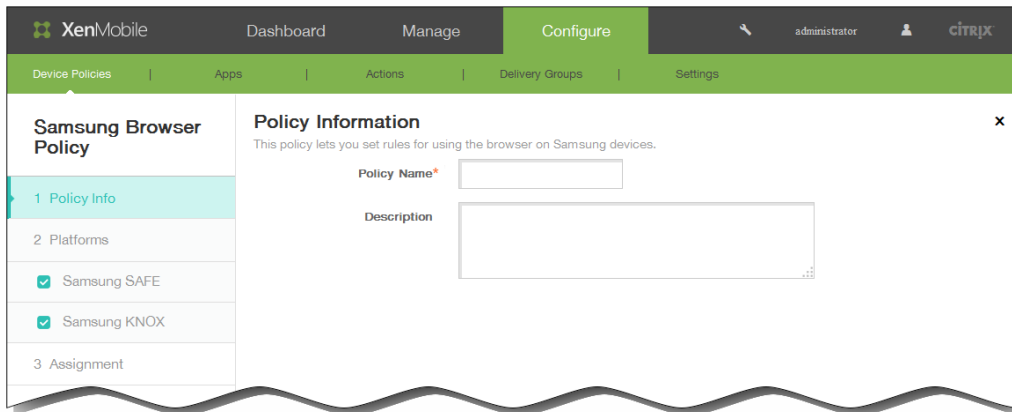 XenMobile Dashboard Manage Configure administrator CITRIX
Device Policies | Apps | Actions | Delivery Groups | Settings
Samsung Browser Policy
Policy Information
This policy lets you set rules for using the browser on Samsung devices.
Policy Name*
Description
1 Policy Info
2 Platforms
Samsung SAFE
Samsung KNOX
3 Assignment